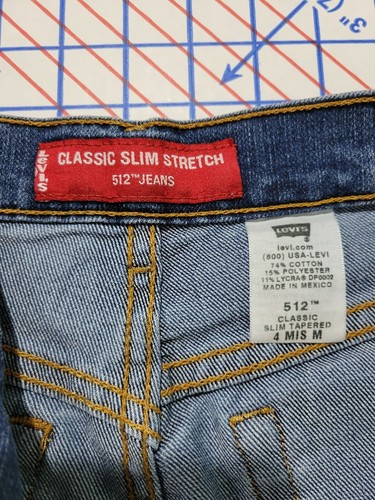 3" (7
LEVI'S
CLASSIC SLIM STRETCH
512™ JEANS
LEVI'S
levi.com
(800) USA-LEVI
74% COTTON
15% POLYESTER
11% LYCRA® DP0002
MADE IN MEXICO
512™
CLASSIC
SLIM TAPERED
4 MIS M